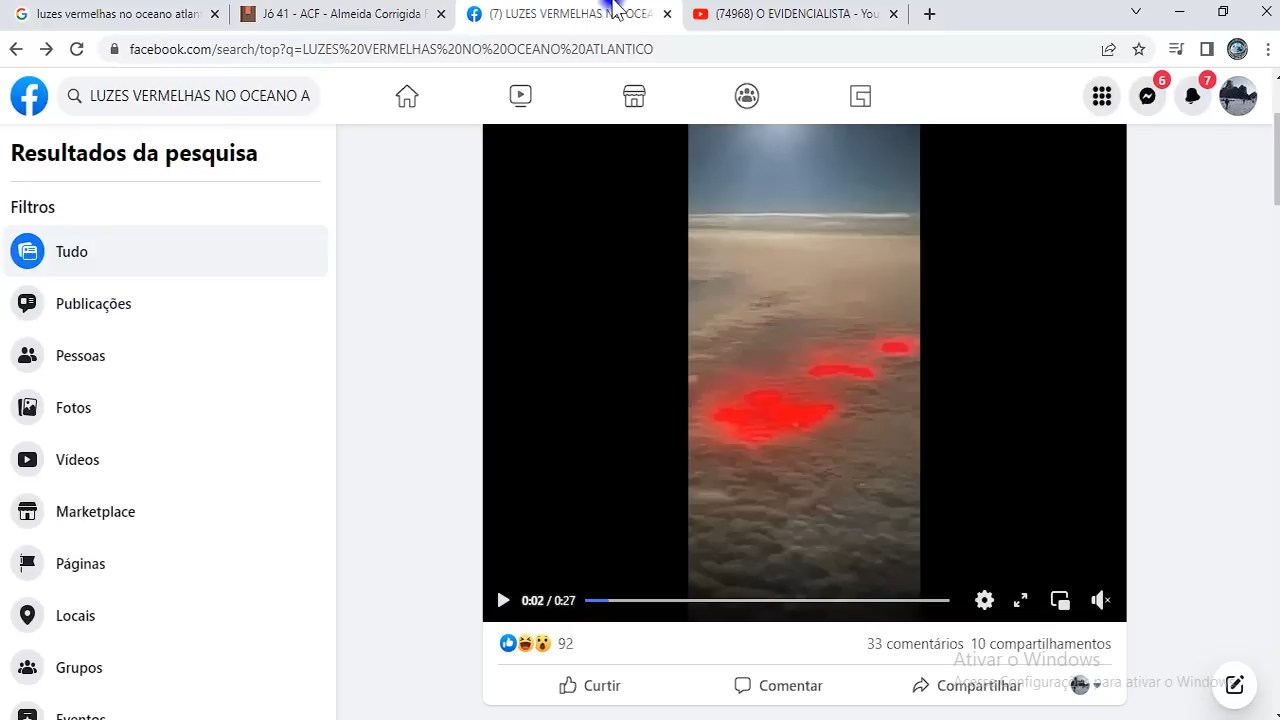 luzes vermelhas no oceano atlan
Jó 41 - ACF - Almeida Corrigida F
(7) LUZES VERMELHAS NO OCEA
(74968) O EVIDENCIALISTA - You
facebook.com/search/top?q=LUZES%20VERMELHAS%20NO%20OCEANO%20ATLANTICO
LUZES VERMELHAS NO OCEANO A
6
7
Resultados da pesquisa
Filtros
Tudo
Publicações
Pessoas
Fotos
Vídeos
Marketplace
Páginas
Locais
Grupos
Eventos
0:02 / 0:27
92
33 comentários 10 compartilhamentos
Curtir
Comentar
Compartilhar
Ativar o Windows
Acesse Configurações para ativar o Windows